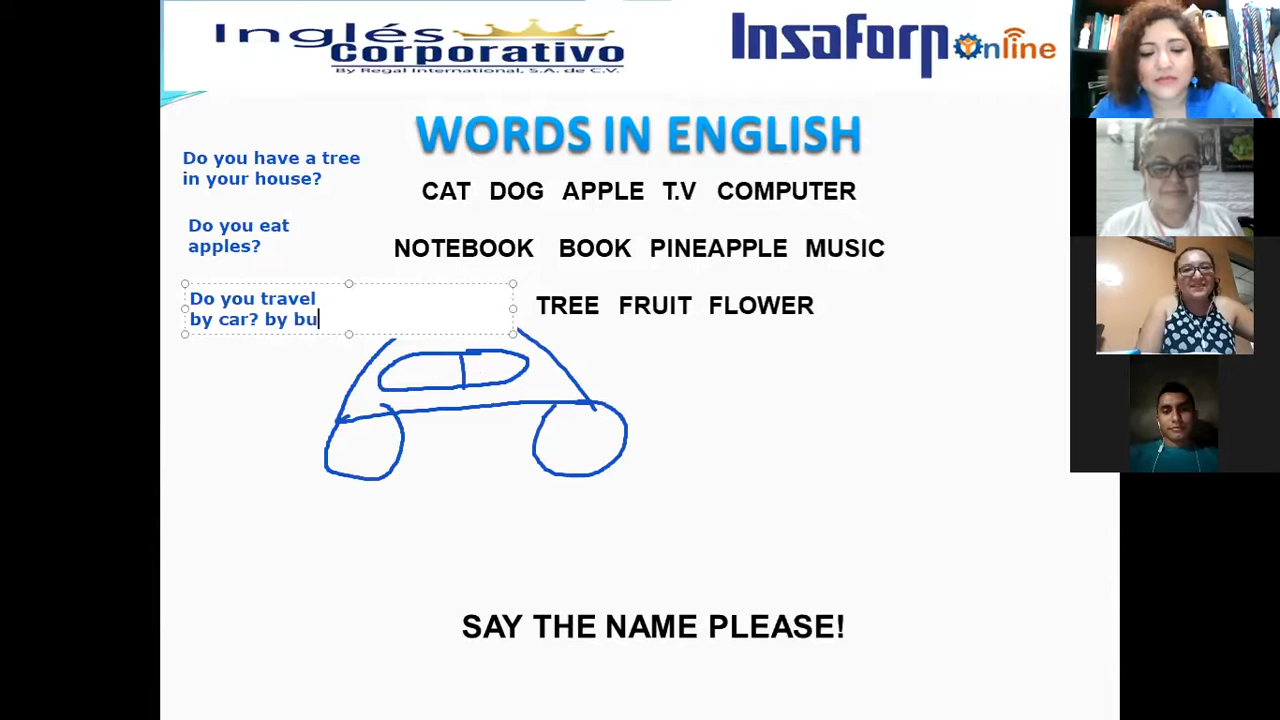 Inglés
Corporativo
By Regal International, S.A. de C.V.
Insaforp Online
WORDS IN ENGLISH
Do you have a tree
in your house?
CAT DOG APPLE T.V COMPUTER
Do you eat
apples?
NOTEBOOK BOOK PINEAPPLE MUSIC
Do you travel
by car? by bu
TREE FRUIT FLOWER
SAY THE NAME PLEASE!